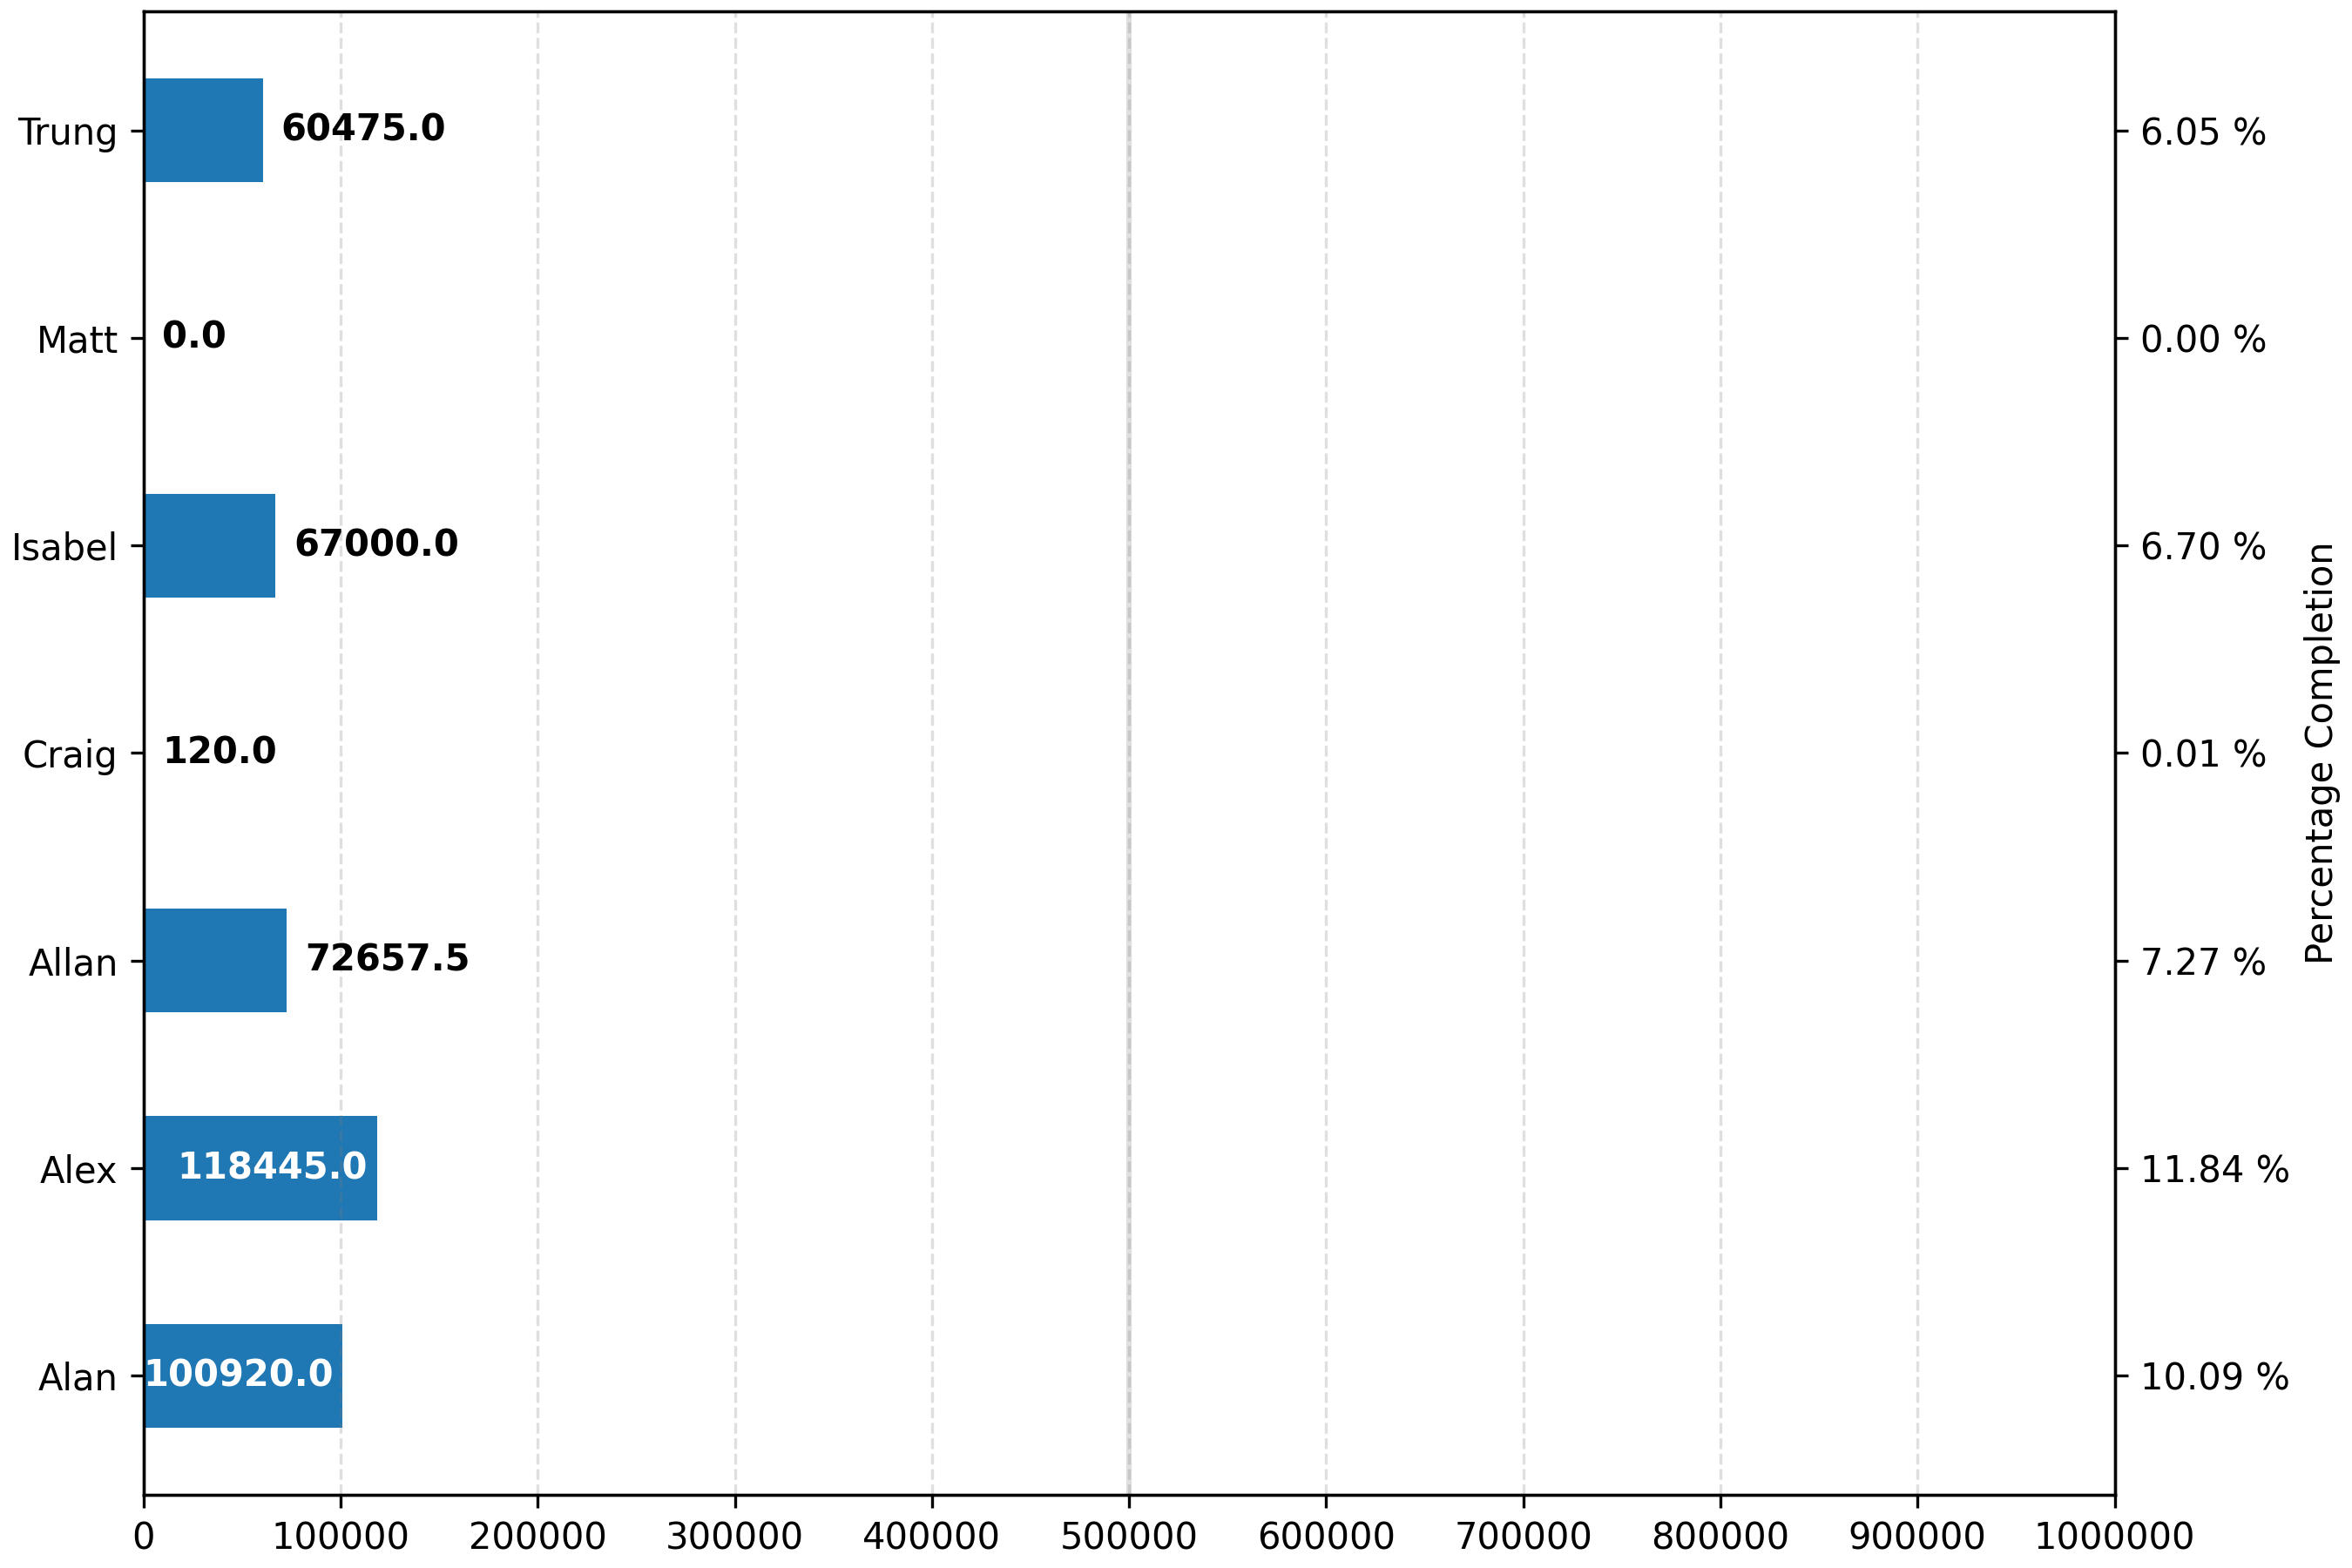 Trung 60475.0 6.05 %
Matt 0.0 0.00 %
Isabel 67000.0 6.70 %
Craig 120.0 0.01 %
Allan 72657.5 7.27 %
Alex 118445.0 11.84 %
Alan 100920.0 10.09 %
Percentage Completion
0 100000 200000 300000 400000 500000 600000 700000 800000 900000 1000000